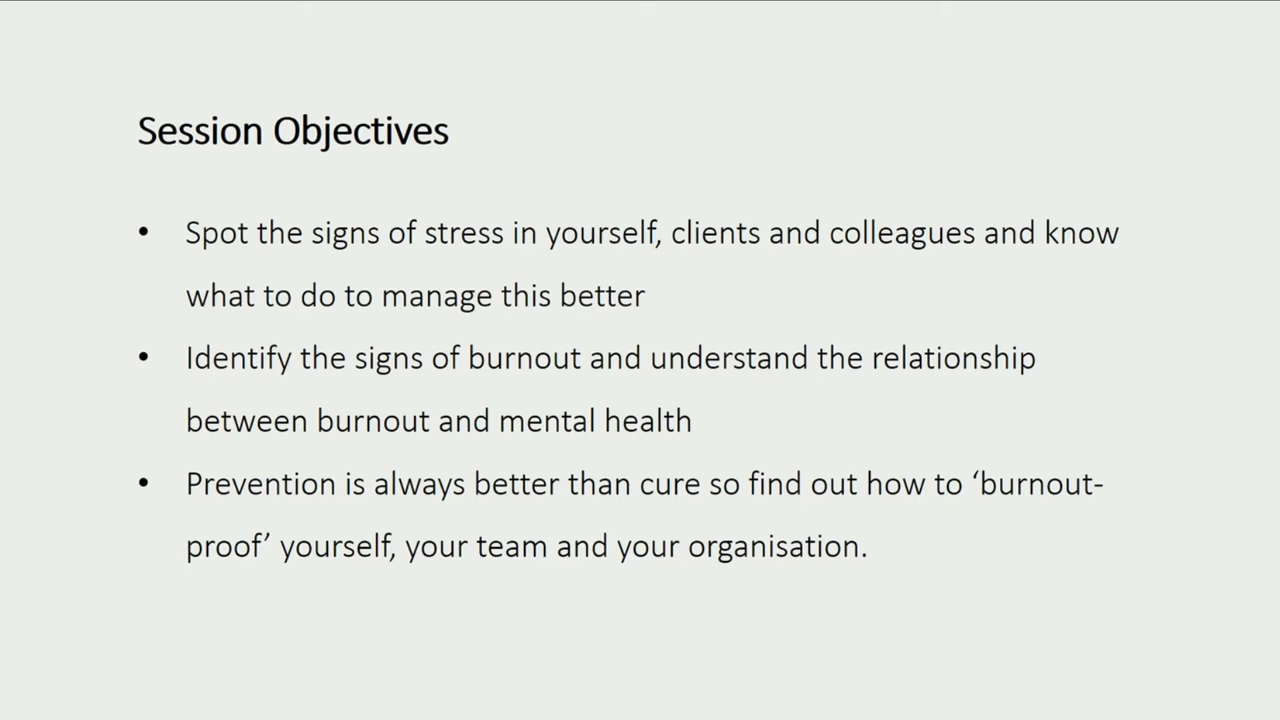 Session Objectives
• Spot the signs of stress in yourself, clients and colleagues and know
what to do to manage this better
• Identify the signs of burnout and understand the relationship
between burnout and mental health
• Prevention is always better than cure so find out how to ‘burnout-
proof’ yourself, your team and your organisation.